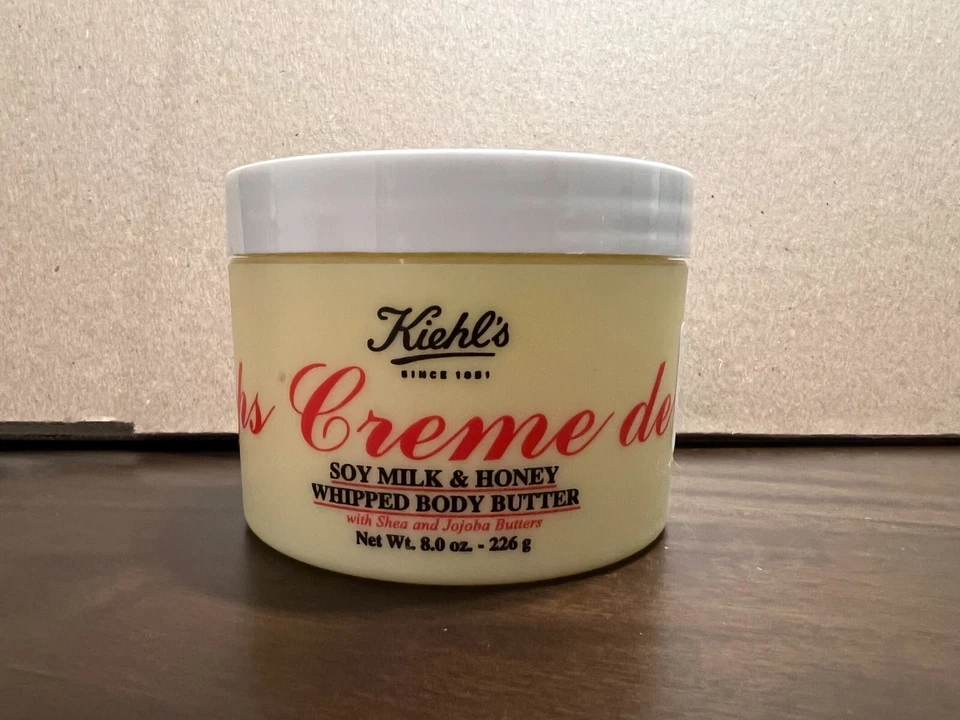 Kiehl's
SINCE 1851
hs Creme de
SOY MILK & HONEY
WHIPPED BODY BUTTER
with Shea and Jojoba Butters
Net Wt. 8.0 oz. - 226 g